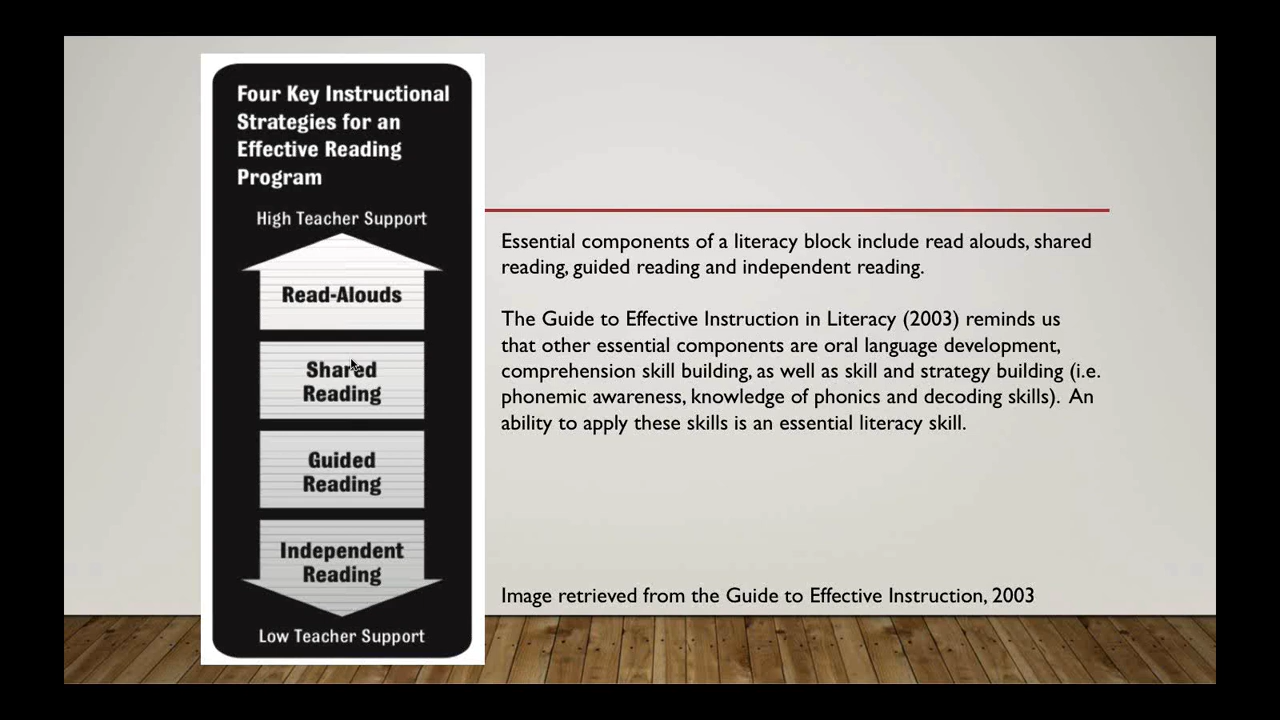 Four Key Instructional
Strategies for an
Effective Reading
Program
High Teacher Support
Read-Alouds
Shared
Reading
Guided
Reading
Independent
Reading
Low Teacher Support
Essential components of a literacy block include read alouds, shared
reading, guided reading and independent reading.
The Guide to Effective Instruction in Literacy (2003) reminds us
that other essential components are oral language development,
comprehension skill building, as well as skill and strategy building (i.e.
phonemic awareness, knowledge of phonics and decoding skills). An
ability to apply these skills is an essential literacy skill.
Image retrieved from the Guide to Effective Instruction, 2003